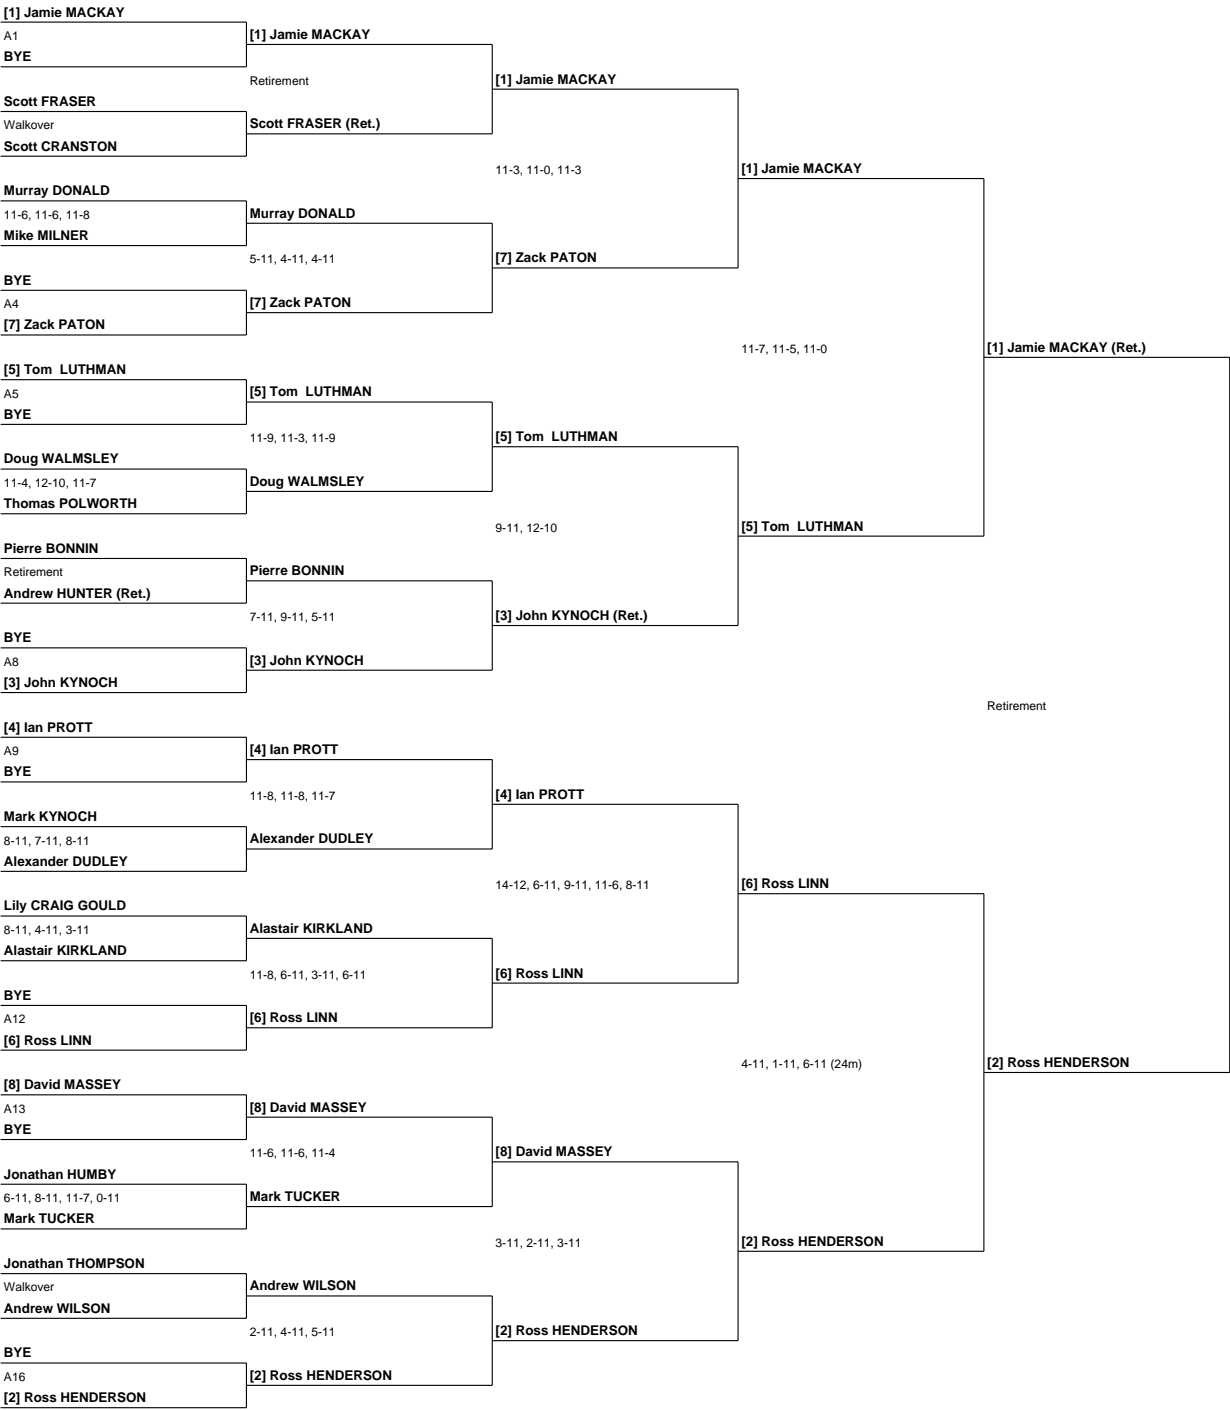 [1] Jamie MACKAY
A1
BYE
Scott FRASER
Walkover
Scott CRANSTON
Murray DONALD
11-6, 11-6, 11-8
Mike MILNER
BYE
A4
[7] Zack PATON
[5] Tom  LUTHMAN
A5
BYE
Doug WALMSLEY
11-4, 12-10, 11-7
Thomas POLWORTH
Pierre BONNIN
Retirement
Andrew HUNTER (Ret.)
BYE
A8
[3] John KYNOCH
[4] Ian PROTT
A9
BYE
Mark KYNOCH
8-11, 7-11, 8-11
Alexander DUDLEY
Lily CRAIG GOULD
8-11, 4-11, 3-11
Alastair KIRKLAND
BYE
A12
[6] Ross LINN
[8] David MASSEY
A13
BYE
Jonathan HUMBY
6-11, 8-11, 11-7, 0-11
Mark TUCKER
Jonathan THOMPSON
Walkover
Andrew WILSON
BYE
A16
[2] Ross HENDERSON
[1] Jamie MACKAY
Retirement
Scott FRASER (Ret.)
Murray DONALD
5-11, 4-11, 4-11
[7] Zack PATON
[5] Tom  LUTHMAN
11-9, 11-3, 11-9
Doug WALMSLEY
Pierre BONNIN
7-11, 9-11, 5-11
[3] John KYNOCH
[4] Ian PROTT
11-8, 11-8, 11-7
Alexander DUDLEY
Alastair KIRKLAND
11-8, 6-11, 3-11, 6-11
[6] Ross LINN
[8] David MASSEY
11-6, 11-6, 11-4
Mark TUCKER
Andrew WILSON
2-11, 4-11, 5-11
[2] Ross HENDERSON
[1] Jamie MACKAY
11-3, 11-0, 11-3
[7] Zack PATON
[5] Tom  LUTHMAN
9-11, 12-10
[3] John KYNOCH (Ret.)
[4] Ian PROTT
14-12, 6-11, 9-11, 11-6, 8-11
[6] Ross LINN
[8] David MASSEY
3-11, 2-11, 3-11
[2] Ross HENDERSON
[1] Jamie MACKAY
11-7, 11-5, 11-0
[5] Tom  LUTHMAN
[6] Ross LINN
4-11, 1-11, 6-11 (24m)
[2] Ross HENDERSON
[1] Jamie MACKAY (Ret.)
Retirement
[2] Ross HENDERSON